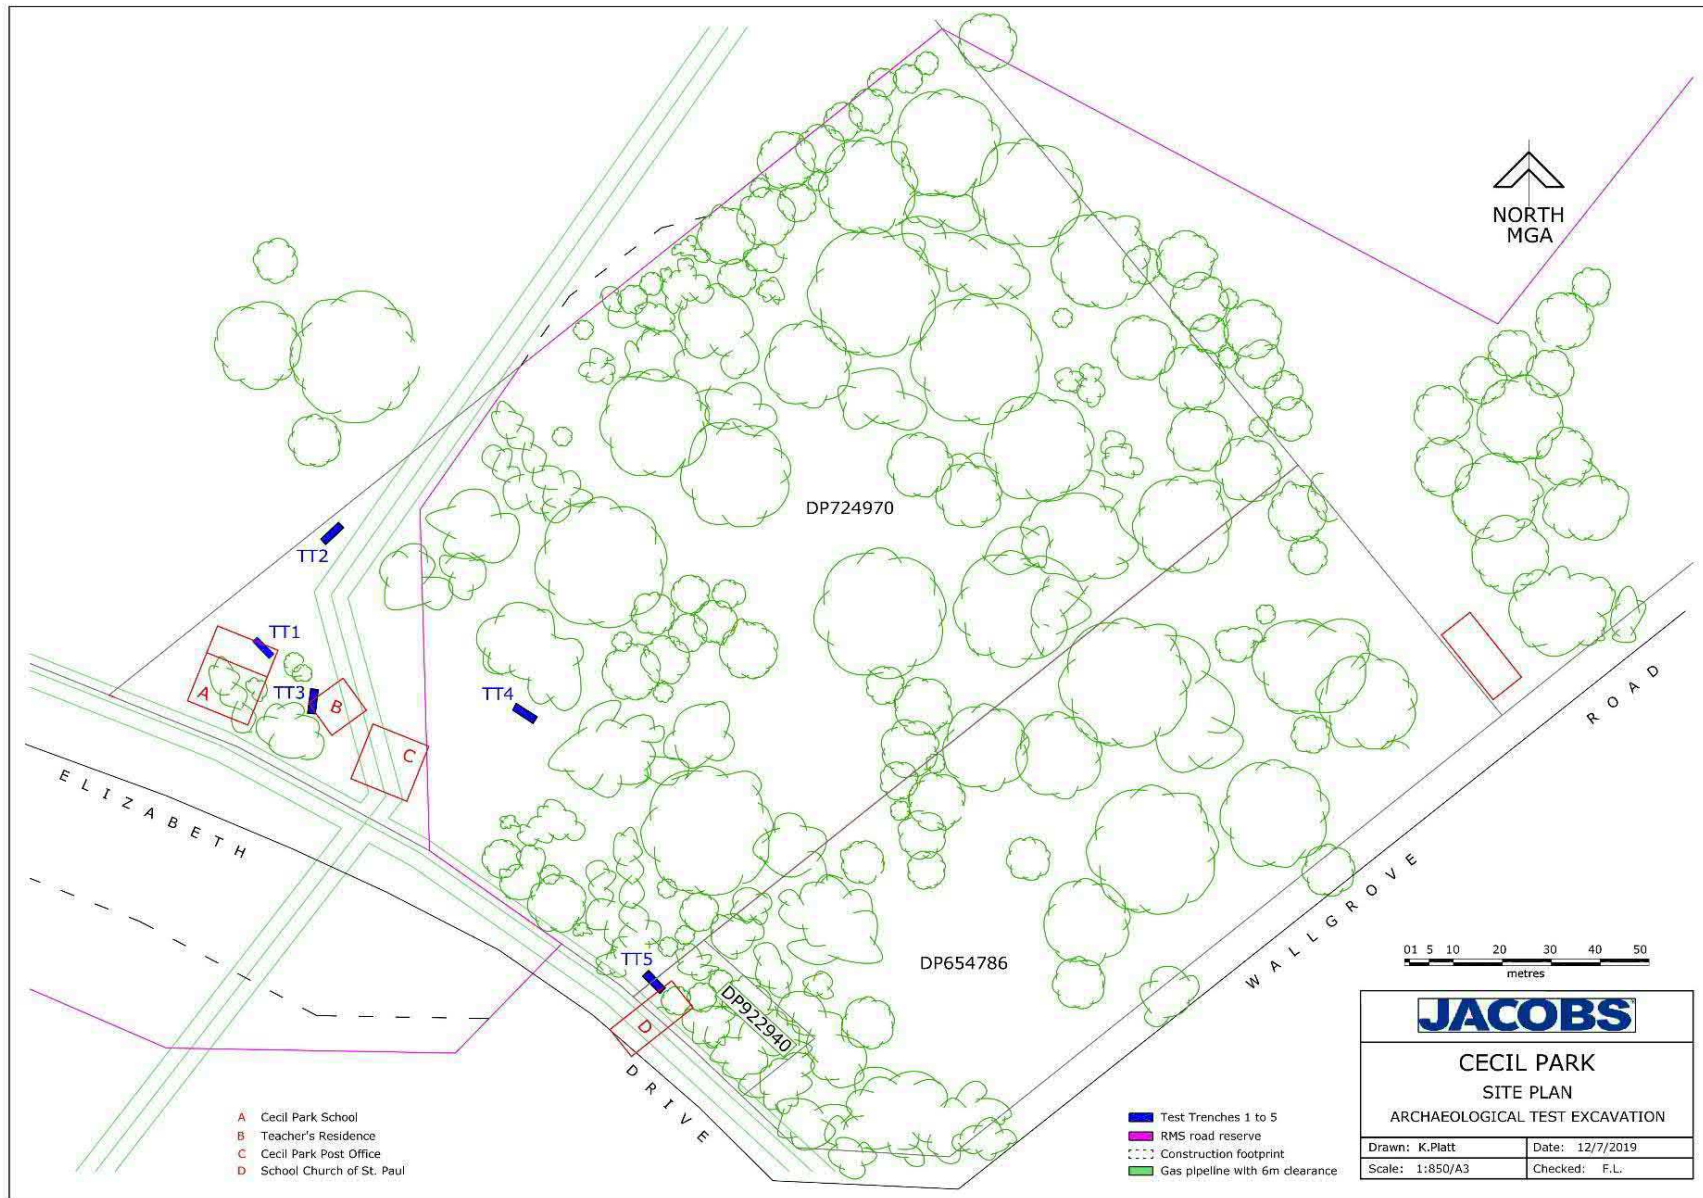 NORTH
MGA
DP724970
TT2
TT1
TT3
A
B
C
TT4
ELIZABETH
DRIVE
TT5
D
DP922940
DP654786
WALLGROVE
ROAD
01 5 10 20 30 40 50
metres
JACOBS
CECIL PARK
SITE PLAN
ARCHAEOLOGICAL TEST EXCAVATION
Drawn: K.Platt
Date: 12/7/2019
Scale: 1:850/A3
Checked: F.L.
A Cecil Park School
B Teacher's Residence
C Cecil Park Post Office
D School Church of St. Paul
Test Trenches 1 to 5
RMS road reserve
Construction footprint
Gas pipeline with 6m clearance